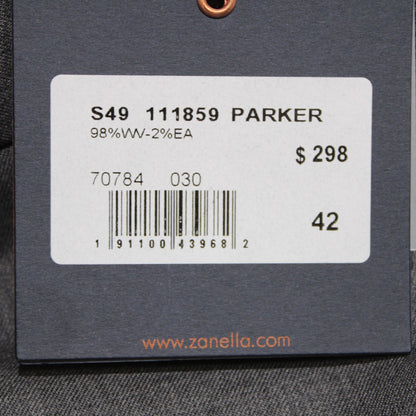 S49 111859 PARKER
98%WV-2%EA
$ 298
70784 030
42
1 91100 43968 2
www.zanella.com